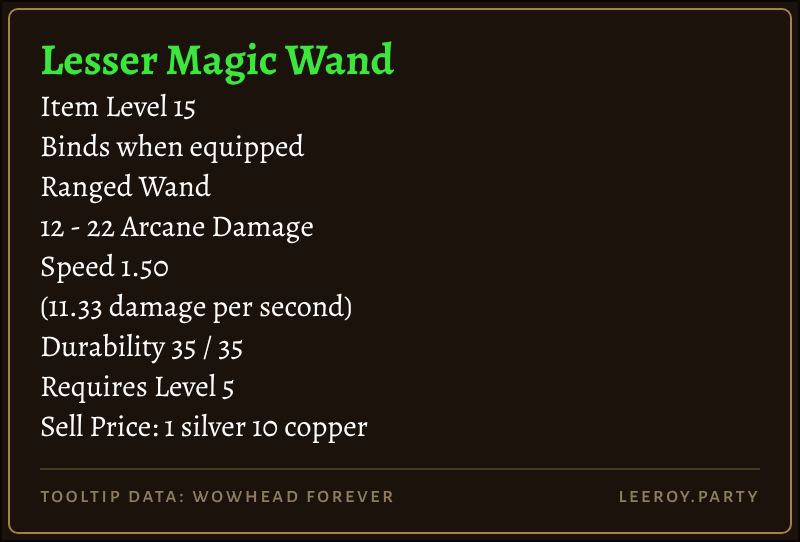 Lesser Magic Wand
Item Level 15
Binds when equipped
Ranged Wand
12 - 22 Arcane Damage
Speed 1.50
(11.33 damage per second)
Durability 35 / 35
Requires Level 5
Sell Price: 1 silver 10 copper
TOOLTIP DATA: WOWHEAD FOREVER
LEEROY.PARTY